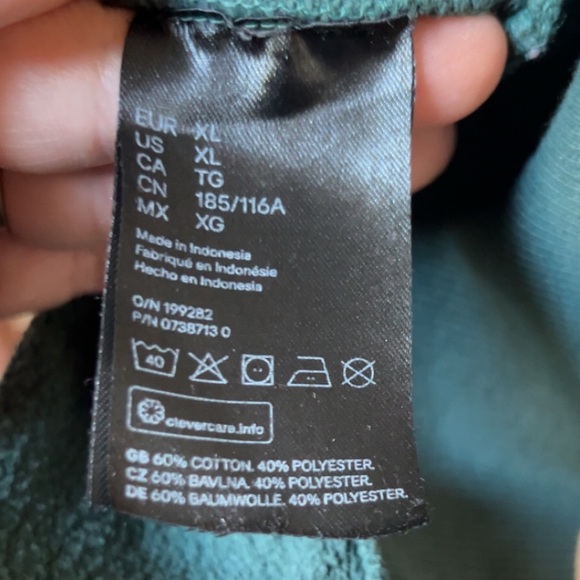 EUR XL
US XL
CA TG
CN 185/116A
MX XG
Made in Indonesia
Fabriqué en Indonésie
Hecho en Indonesia
O/N 199282
P/N 0738713 0
40
clevercare.info
GB 60% COTTON. 40% POLYESTER.
CZ 60% BAVLNA. 40% POLYESTER.
DE 60% BAUMWOLLE. 40% POLYESTER.